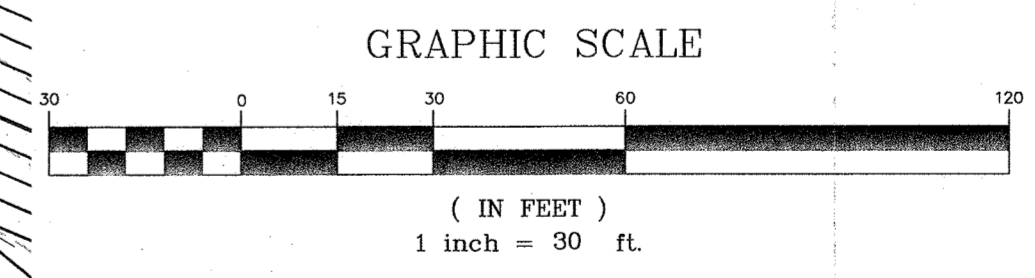 GRAPHIC SCALE
30 0 15 30 60 120
( IN FEET )
1 inch = 30 ft.